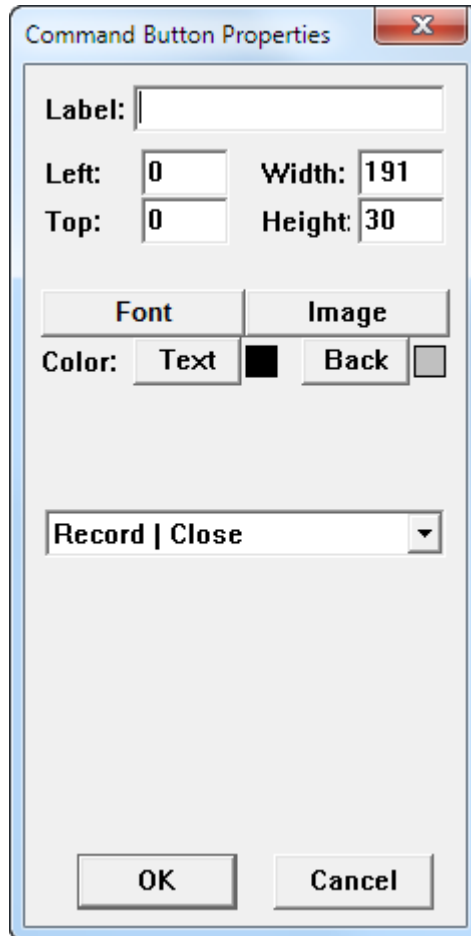 Command Button Properties
Label:
Left: 0 Width: 191
Top: 0 Height: 30
Font Image
Color: Text Back
Record | Close
OK Cancel